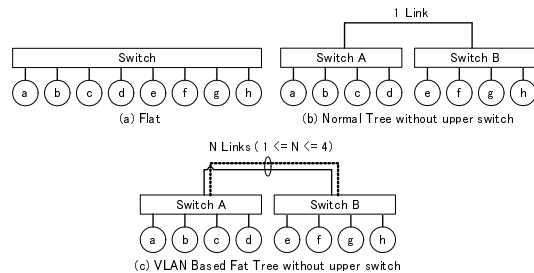 1 Link
Switch
Switch A
Switch B
a b c d e f g h
a b c d
e f g h
(a) Flat
(b) Normal Tree without upper switch
N Links ( 1 <= N <= 4)
Switch A
Switch B
a b c d
e f g h
(c) VLAN Based Fat Tree without upper switch